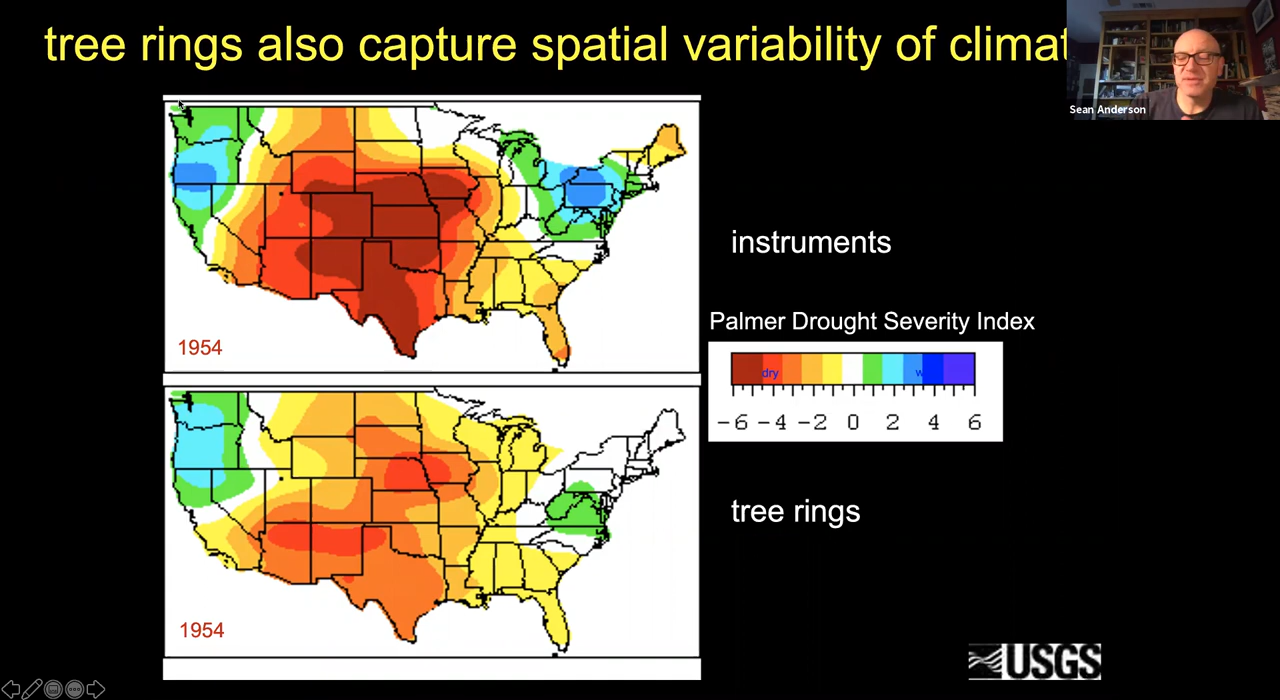 tree rings also capture spatial variability of climat
Sean Anderson
instruments
Palmer Drought Severity Index
dry w
-6 -4 -2 0 2 4 6
1954
tree rings
1954
USGS